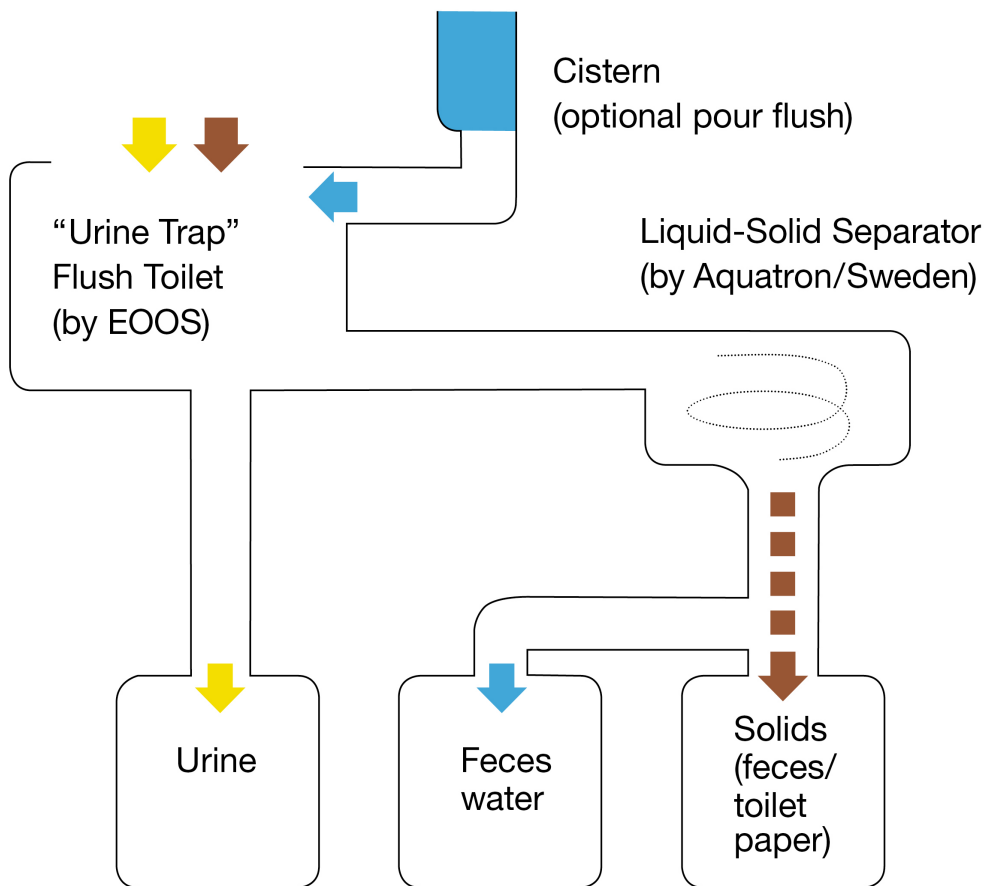 Cistern
(optional pour flush)
“Urine Trap”
Flush Toilet
(by EOOS)
Liquid-Solid Separator
(by Aquatron/Sweden)
Urine
Feces
water
Solids
(feces/
toilet
paper)